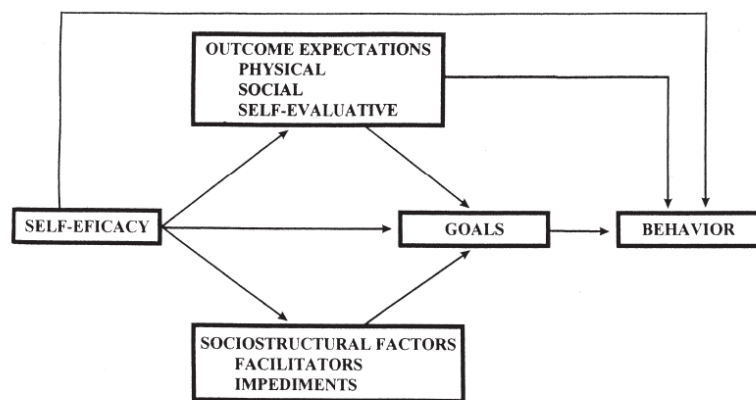 OUTCOME EXPECTATIONS
PHYSICAL
SOCIAL
SELF-EVALUATIVE
SELF-EFICACY
GOALS
BEHAVIOR
SOCIOSTRUCTURAL FACTORS
FACILITATORS
IMPEDIMENTS